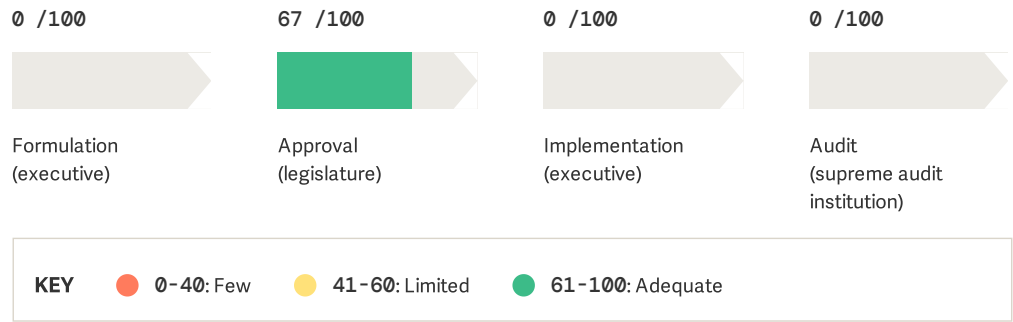 0 /100
67 /100
0 /100
0 /100
Formulation
(executive)
Approval
(legislature)
Implementation
(executive)
Audit
(supreme audit
institution)
KEY
0-40: Few
41-60: Limited
61-100: Adequate